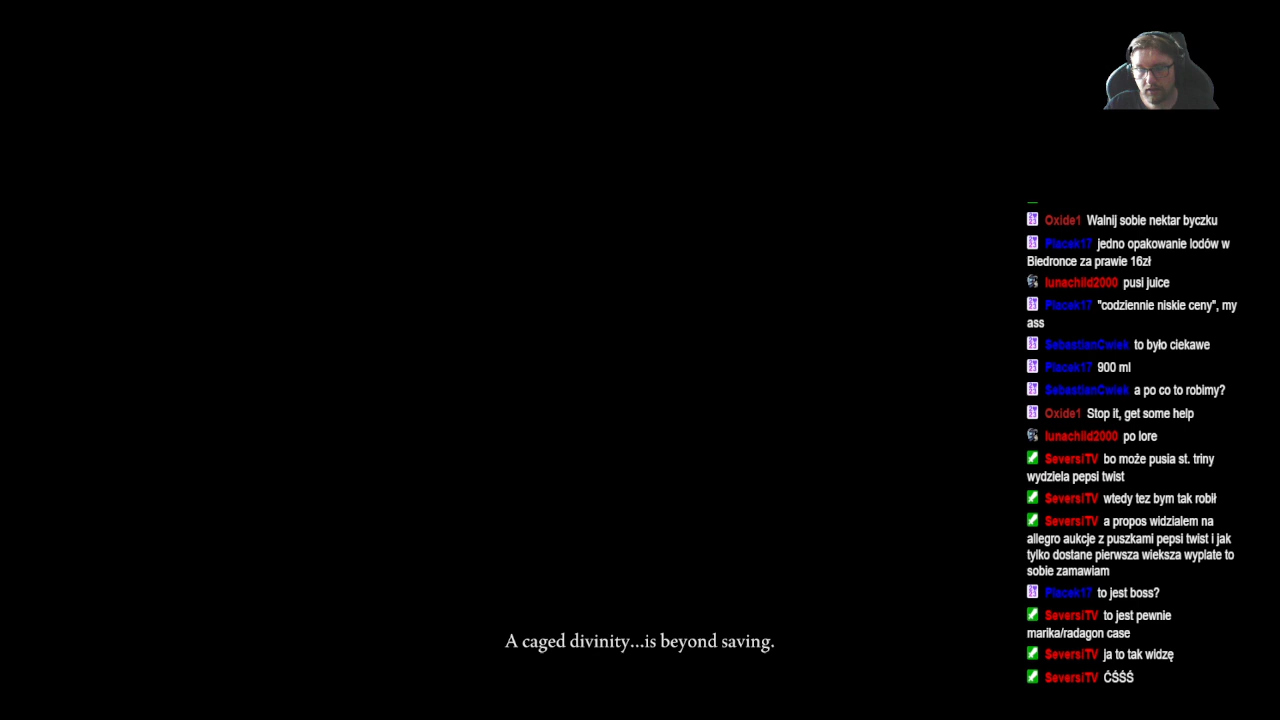 Oxide1 Walnij sobie nektar byczku
Placek17 jedno opakowanie lodów w
Biedronce za prawie 16zł
lunachild2000 pusi juice
Placek17 "codziennie niskie ceny", my
ass
SebastianCwiek to było ciekawe
Placek17 900 ml
SebastianCwiek a po co to robimy?
Oxide1 Stop it, get some help
lunachild2000 po lore
SeversiTV bo może pusia st. triny
wydziela pepsi twist
SeversiTV wtedy tez bym tak robił
SeversiTV a propos widzialem na
allegro aukcje z puszkami pepsi twist i jak
tylko dostane pierwsza wieksza wyplate to
sobie zamawiam
Placek17 to jest boss?
SeversiTV to jest pewnie
marika/radagon case
A caged divinity...is beyond saving.
SeversiTV ja to tak widzę
SeversiTV ĆŚŚŚ